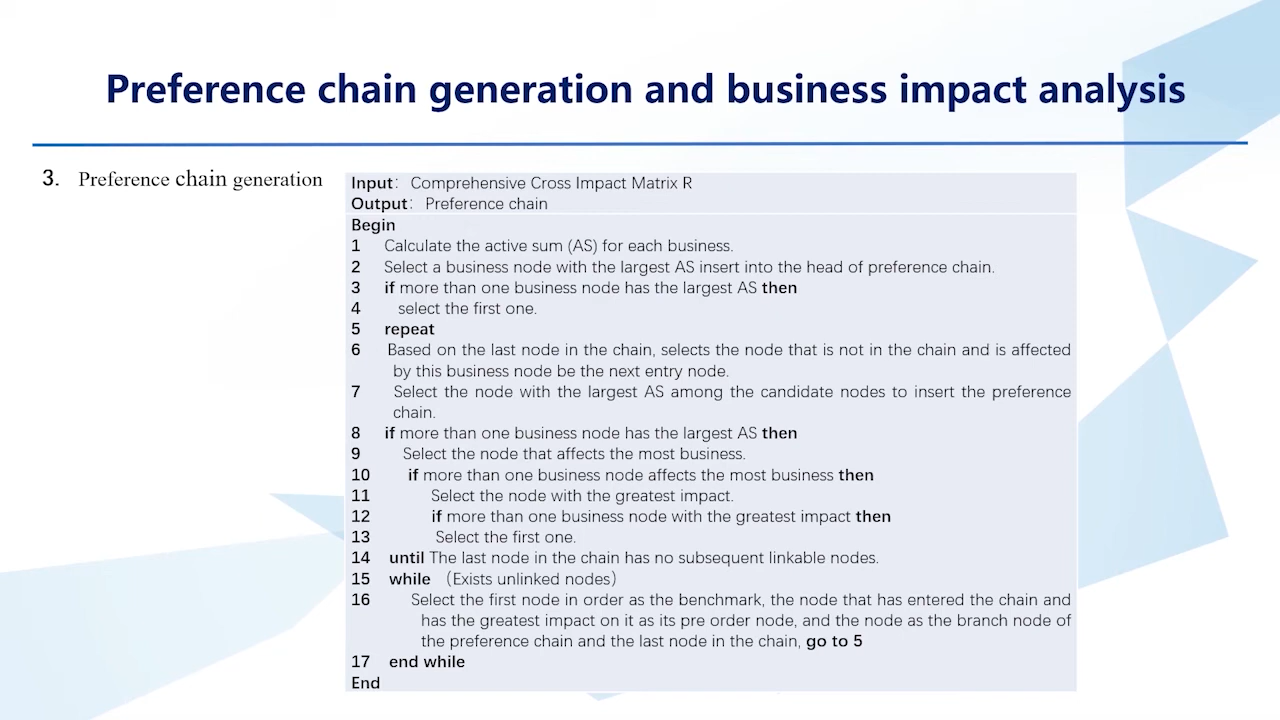 Preference chain generation and business impact analysis
3. Preference chain generation
Input： Comprehensive Cross Impact Matrix R
Output： Preference chain
Begin
1 Calculate the active sum (AS) for each business.
2 Select a business node with the largest AS insert into the head of preference chain.
3 if more than one business node has the largest AS then
4 select the first one.
5 repeat
6 Based on the last node in the chain, selects the node that is not in the chain and is affected
by this business node be the next entry node.
7 Select the node with the largest AS among the candidate nodes to insert the preference
chain.
8 if more than one business node has the largest AS then
9 Select the node that affects the most business.
10 if more than one business node affects the most business then
11 Select the node with the greatest impact.
12 if more than one business node with the greatest impact then
13 Select the first one.
14 until The last node in the chain has no subsequent linkable nodes.
15 while （Exists unlinked nodes）
16 Select the first node in order as the benchmark, the node that has entered the chain and
has the greatest impact on it as its pre order node, and the node as the branch node of
the preference chain and the last node in the chain, go to 5
17 end while
End